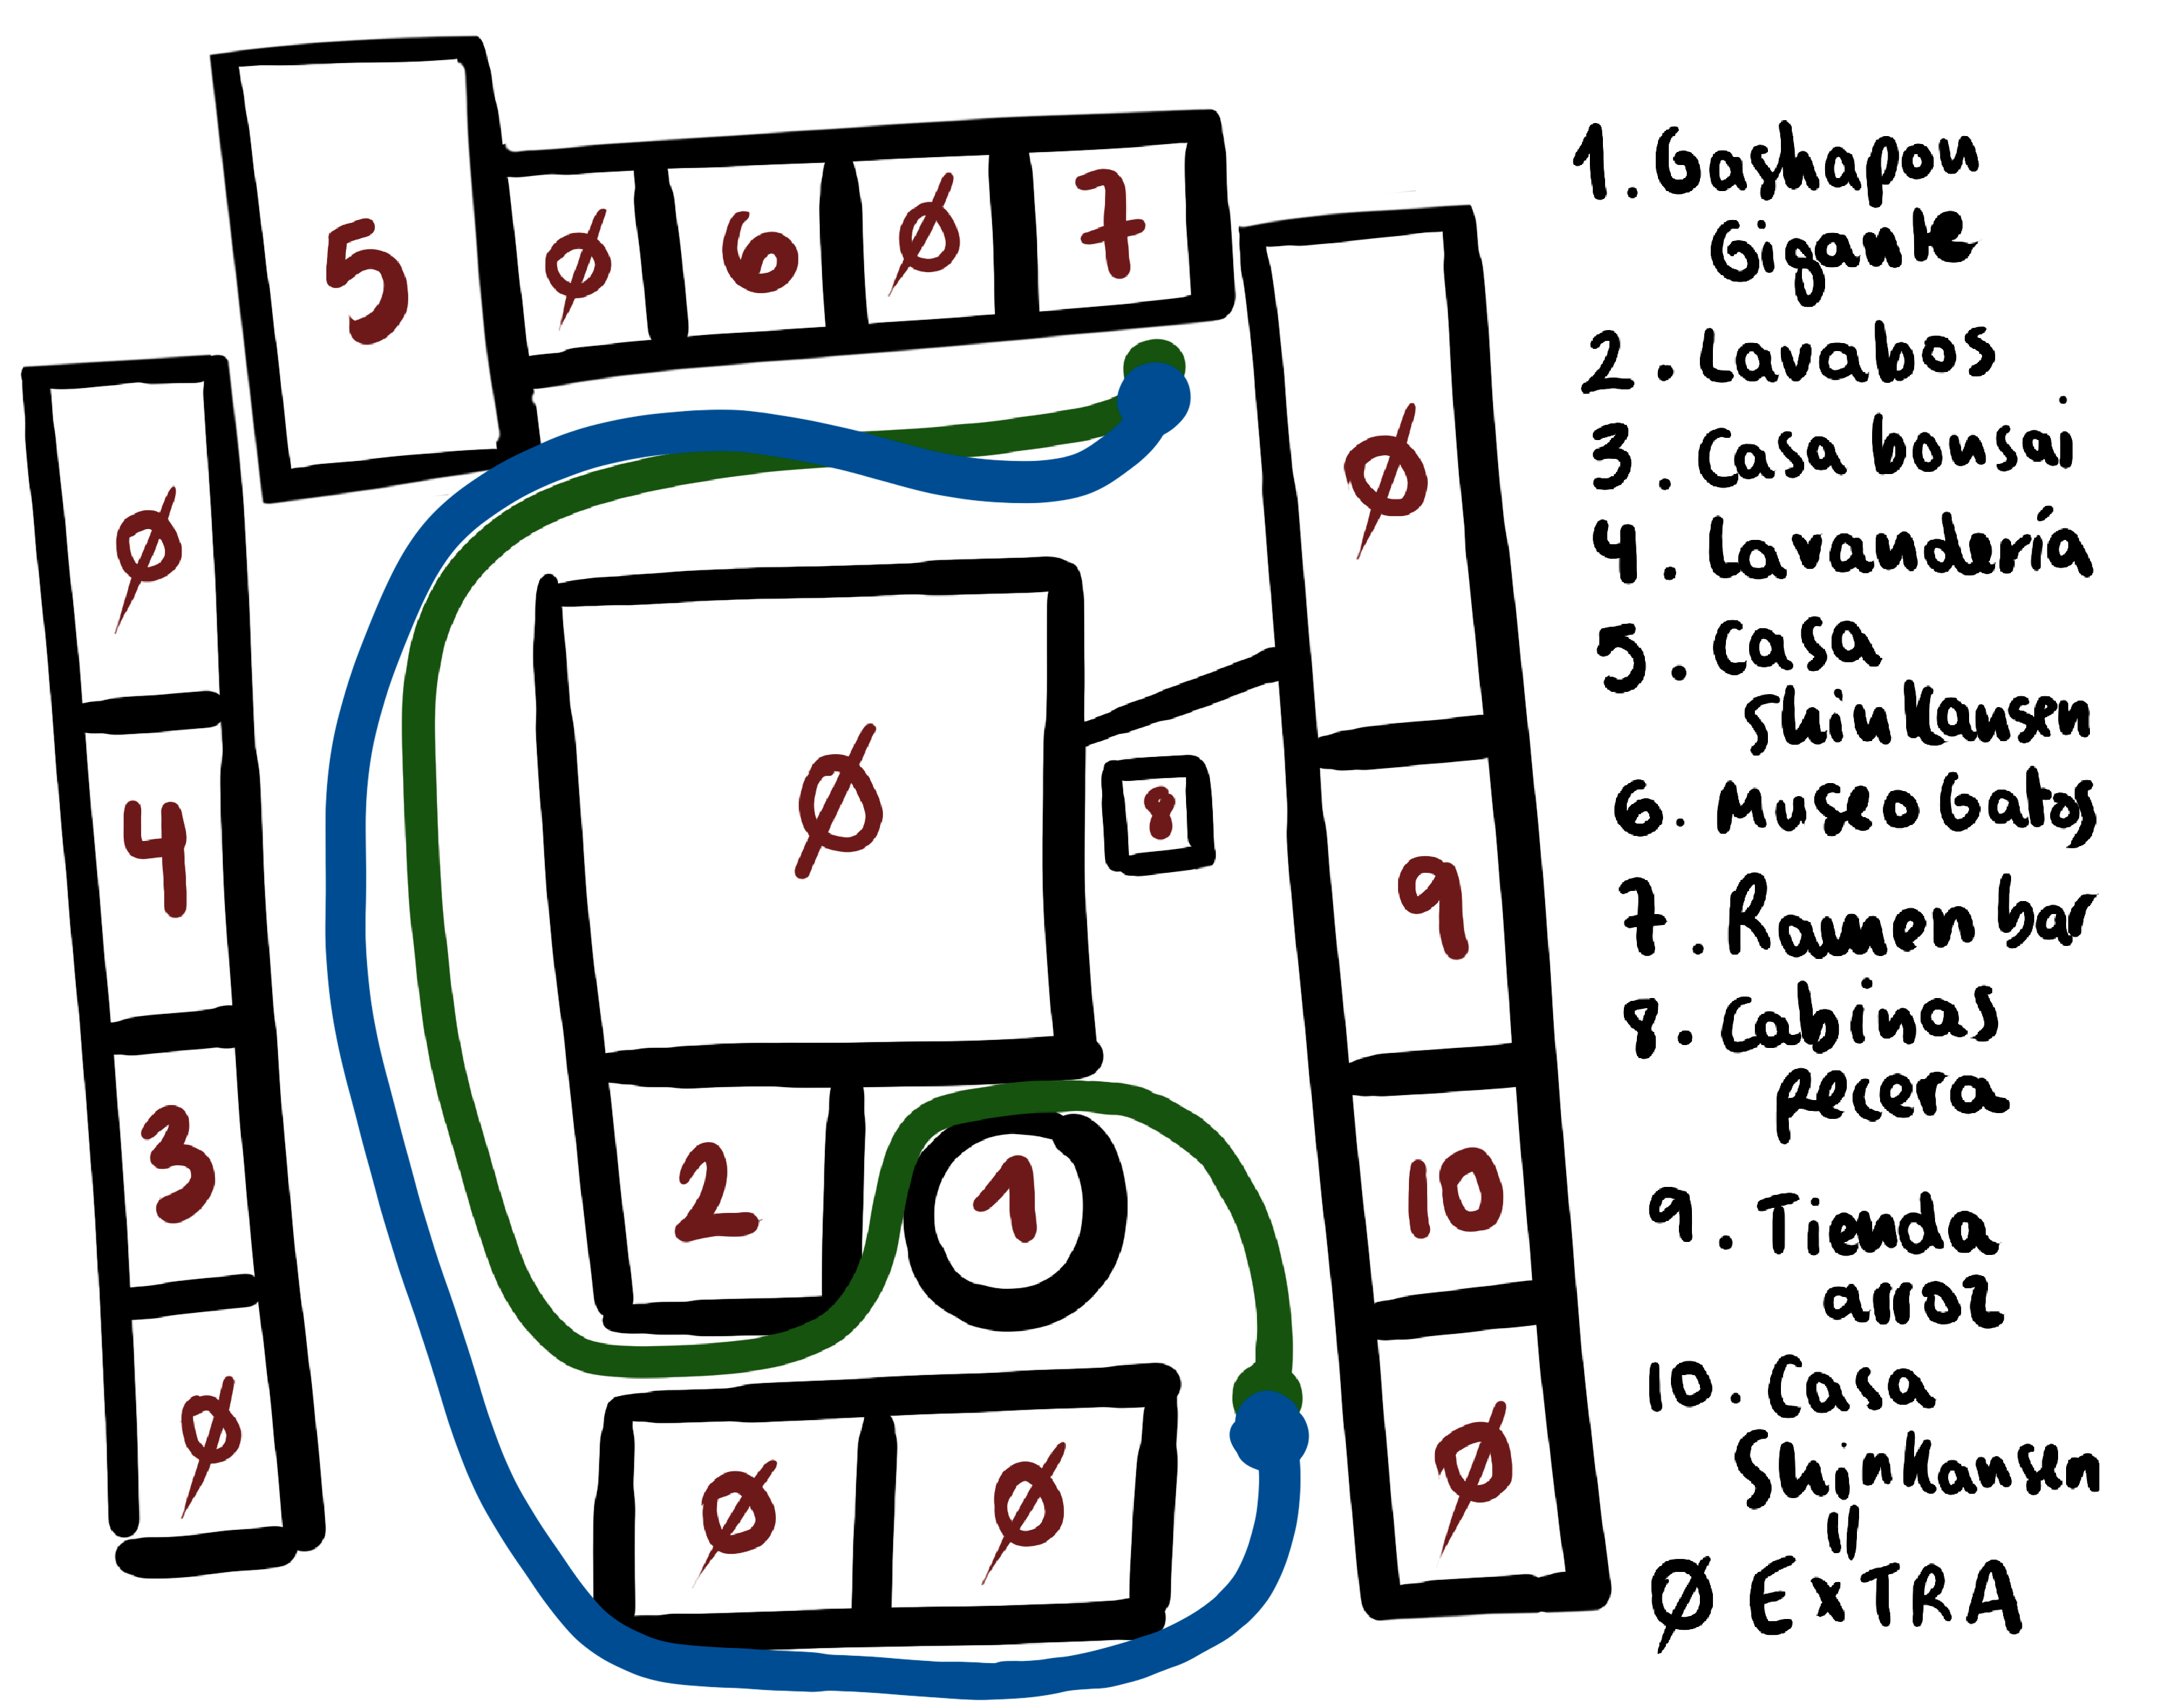 5
Ø
6
Ø
7
Ø
Ø
Ø
8
4
9
3
2
1
10
Ø
Ø
Ø
Ø
1. Gashapon
Gigante
2. Lavabos
3. Casa bonsai
4. Lavandería
5. Casa
Shinkansen
6. Museo Gatos
7. Ramen bar
8. Cabinas
pecera
9. Tienda
arroz
10. Casa
Shinkansen
II
Ø EXTRA